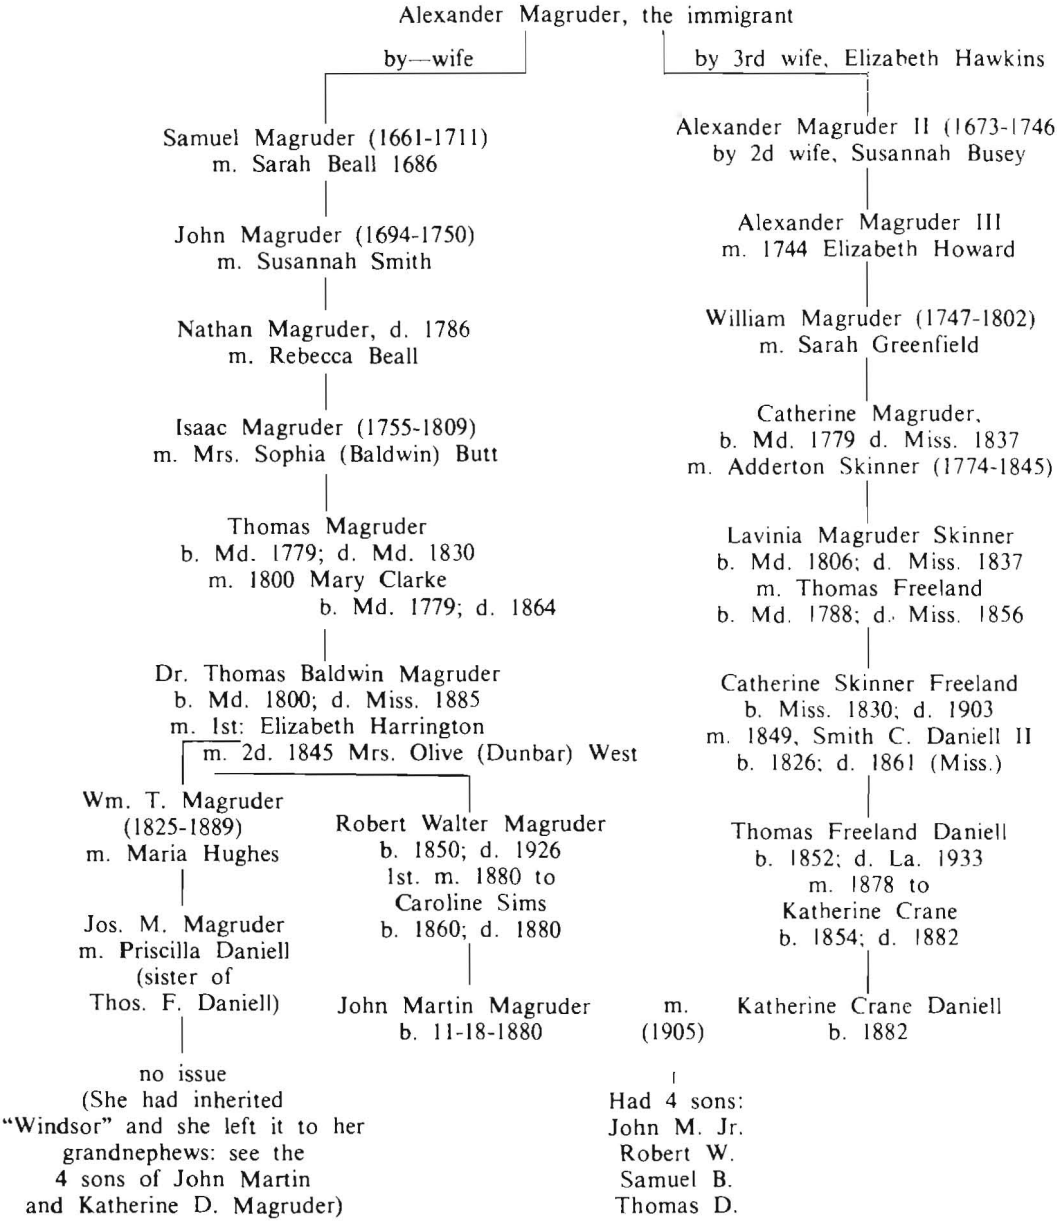 Alexander Magruder, the immigrant
by—wife
by 3rd wife, Elizabeth Hawkins
Samuel Magruder (1661-1711)
m. Sarah Beall 1686
John Magruder (1694-1750)
m. Susannah Smith
Nathan Magruder, d. 1786
m. Rebecca Beall
Isaac Magruder (1755-1809)
m. Mrs. Sophia (Baldwin) Butt
Thomas Magruder
b. Md. 1779; d. Md. 1830
m. 1800 Mary Clarke
b. Md. 1779; d. 1864
Dr. Thomas Baldwin Magruder
b. Md. 1800; d. Miss. 1885
m. 1st: Elizabeth Harrington
m. 2d. 1845 Mrs. Olive (Dunbar) West
Wm. T. Magruder
(1825-1889)
m. Maria Hughes
Jos. M. Magruder
m. Priscilla Daniell
(sister of
Thos. F. Daniell)
no issue
(She had inherited
"Windsor" and she left it to her
grandnephews: see the
4 sons of John Martin
and Katherine D. Magruder)
Robert Walter Magruder
b. 1850; d. 1926
1st. m. 1880 to
Caroline Sims
b. 1860; d. 1880
John Martin Magruder
b. 11-18-1880
m.
(1905)
Had 4 sons:
John M. Jr.
Robert W.
Samuel B.
Thomas D.
Alexander Magruder II (1673-1746
by 2d wife, Susannah Busey
Alexander Magruder III
m. 1744 Elizabeth Howard
William Magruder (1747-1802)
m. Sarah Greenfield
Catherine Magruder,
b. Md. 1779 d. Miss. 1837
m. Adderton Skinner (1774-1845)
Lavinia Magruder Skinner
b. Md. 1806; d. Miss. 1837
m. Thomas Freeland
b. Md. 1788; d. Miss. 1856
Catherine Skinner Freeland
b. Miss. 1830; d. 1903
m. 1849, Smith C. Daniell II
b. 1826; d. 1861 (Miss.)
Thomas Freeland Daniell
b. 1852; d. La. 1933
m. 1878 to
Katherine Crane
b. 1854; d. 1882
Katherine Crane Daniell
b. 1882